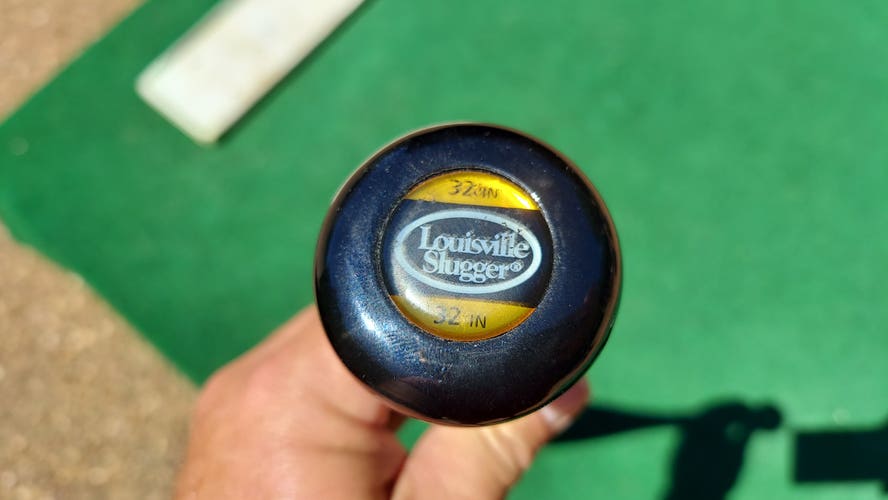 32 IN
Louisville
Slugger®
32 IN